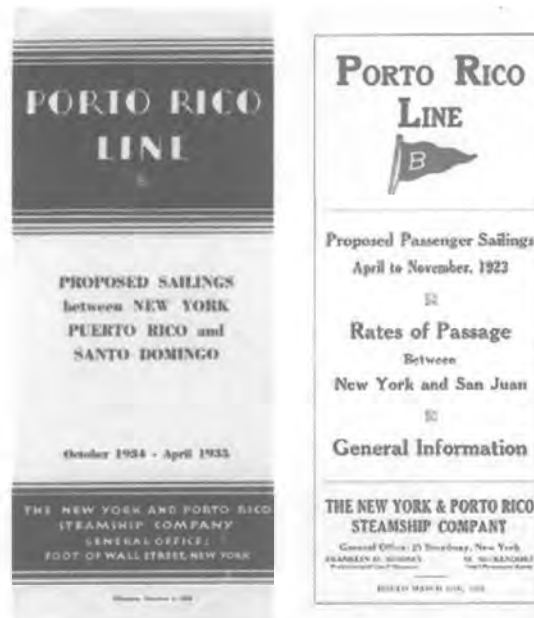 PORTO RICO
LINE
PROPOSED SAILINGS
between NEW YORK
PUERTO RICO and
SANTO DOMINGO
October 1934 - April 1935
THE NEW YORK AND PORTO RICO
STEAMSHIP COMPANY
GENERAL OFFICE:
FOOT OF WALL STREET, NEW YORK
PORTO RICO
LINE
B
Proposed Passenger Sailings
April to November, 1923
Rates of Passage
Between
New York and San Juan
General Information
THE NEW YORK & PORTO RICO
STEAMSHIP COMPANY
General Office: 25 Broadway, New York
FRANKLIN D.
ISSUED MARCH